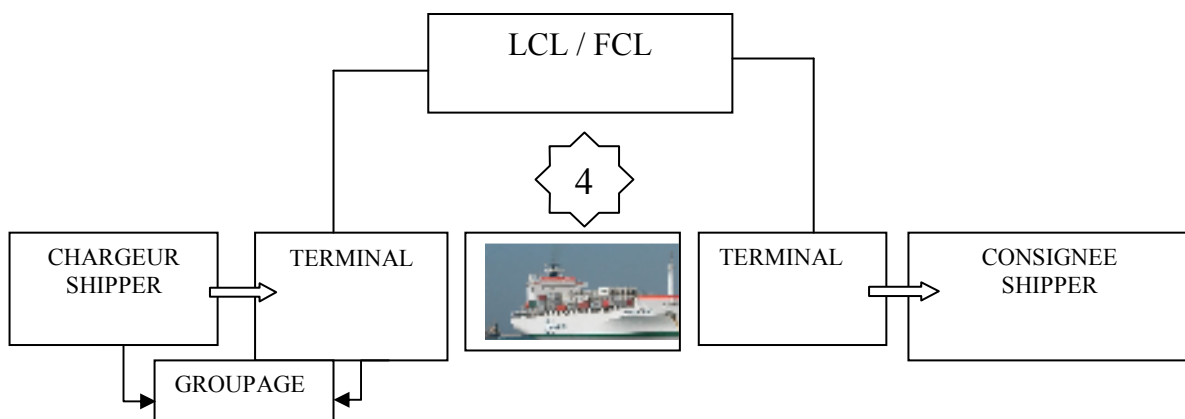 LCL / FCL
4
CHARGEUR
SHIPPER
TERMINAL
TERMINAL
CONSIGNEE
SHIPPER
GROUPAGE